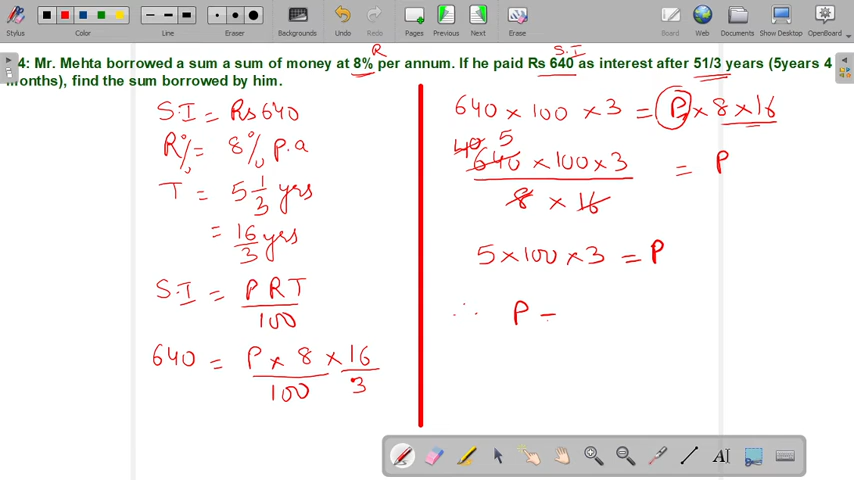 Stylus Color Line Eraser Backgrounds Undo Pages Previous Next Erase Desktop Documents Show Desktop OpenBoard
4: Mr. Mehta borrowed a sum a sum of money at 8% per annum. If he paid Rs 640 as interest after 51/3 years (5years 4
months), find the sum borrowed by him.
R
S.I
S.I = Rs 640
R% = 8% p.a
T = 5 1/3 yrs
= 16/3 yrs
S.I = PRT/100
640 = P × 8 × 16/100 3
640 × 100 × 3 = P × 8 × 16
40 5
640 × 100 × 3 = P
8 × 16
5 × 100 × 3 = P
∴ P =